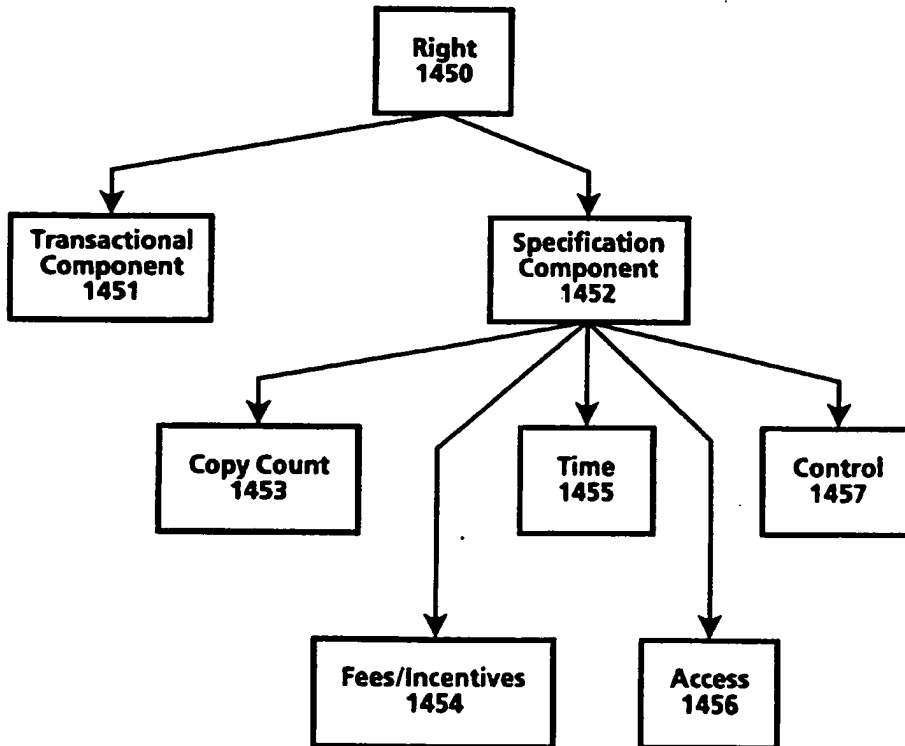 Right
1450
Transactional
Component
1451
Specification
Component
1452
Copy Count
1453
Time
1455
Control
1457
Fees/Incentives
1454
Access
1456